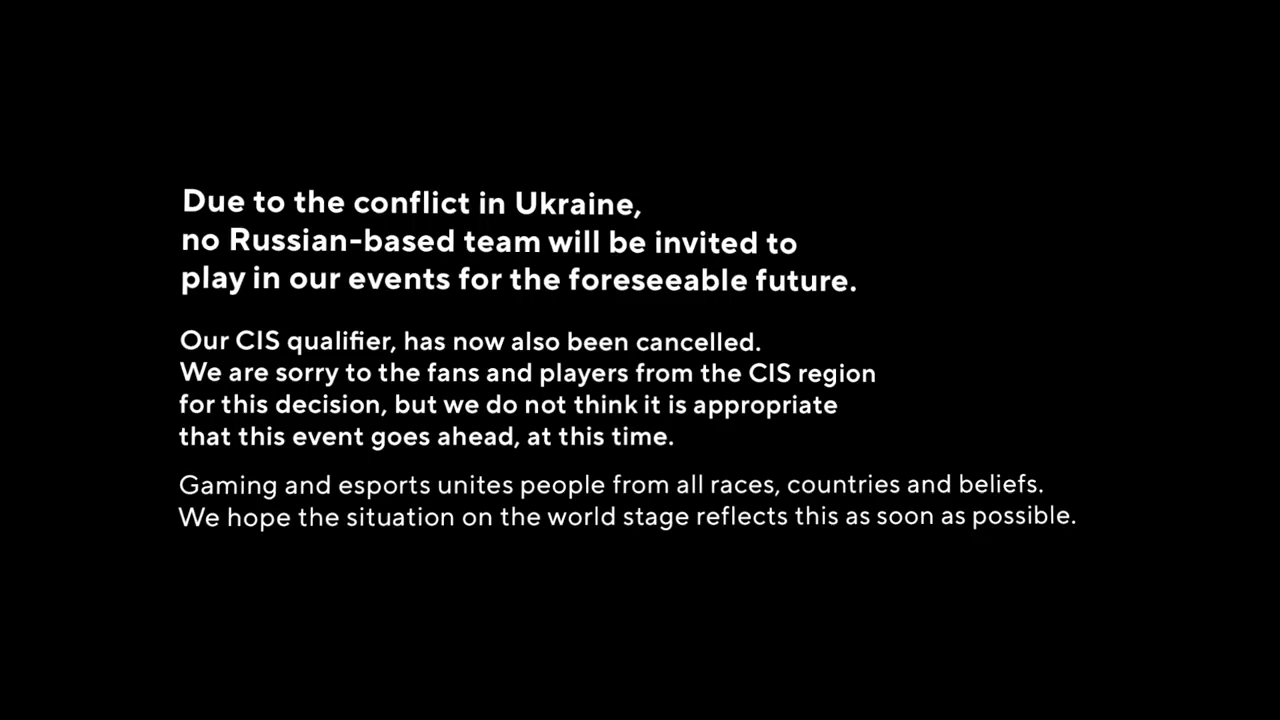 Due to the conflict in Ukraine,
no Russian-based team will be invited to
play in our events for the foreseeable future.
Our CIS qualifier, has now also been cancelled.
We are sorry to the fans and players from the CIS region
for this decision, but we do not think it is appropriate
that this event goes ahead, at this time.
Gaming and esports unites people from all races, countries and beliefs.
We hope the situation on the world stage reflects this as soon as possible.